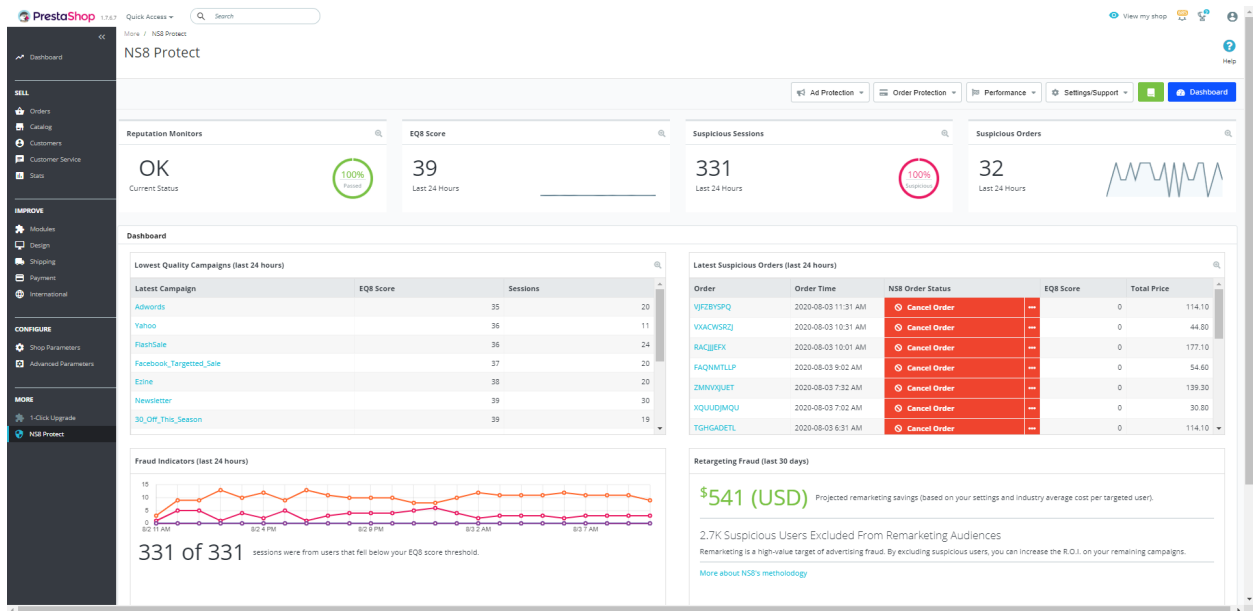 PrestaShop 1.7.6.7 Quick Access Search View my shop
More / NS8 Protect
NS8 Protect
Help
Dashboard
SELL
Orders
Catalog
Customers
Customer Service
Stats
IMPROVE
Modules
Design
Shipping
Payment
International
CONFIGURE
Shop Parameters
Advanced Parameters
MORE
1-Click Upgrade
NS8 Protect
Ad Protection Order Protection Performance Settings/Support Dashboard
Reputation Monitors
OK
Current Status
100%
Passed
EQ8 Score
39
Last 24 Hours
Suspicious Sessions
331
Last 24 Hours
100%
Suspicious
Suspicious Orders
32
Last 24 Hours
Dashboard
Lowest Quality Campaigns (last 24 hours)
Latest Campaign EQ8 Score Sessions
Adwords 35 20
Yahoo 36 11
FlashSale 36 24
Facebook_Targetted_Sale 37 20
Ezine 38 20
Newsletter 39 30
30_Off_This_Season 39 19
Latest Suspicious Orders (last 24 hours)
Order Order Time NS8 Order Status EQ8 Score Total Price
VJFZBYSPQ 2020-08-03 11:31 AM Cancel Order 0 114.10
VXACWSRZJ 2020-08-03 10:31 AM Cancel Order 0 44.80
RACJJJEFX 2020-08-03 10:01 AM Cancel Order 0 177.10
FAQNMTLLP 2020-08-03 9:02 AM Cancel Order 0 54.60
ZMNVXJUET 2020-08-03 7:32 AM Cancel Order 0 139.30
XQUUDJMQU 2020-08-03 7:02 AM Cancel Order 0 30.80
TGHGADETL 2020-08-03 6:31 AM Cancel Order 0 114.10
Fraud Indicators (last 24 hours)
15
10
5
0
8/2 11 AM 8/2 4 PM 8/2 9 PM 8/3 2 AM 8/3 7 AM
331 of 331 sessions were from users that fell below your EQ8 score threshold.
Retargeting Fraud (last 30 days)
$541 (USD) Projected remarketing savings (based on your settings and industry average cost per targeted user).
2.7K Suspicious Users Excluded From Remarketing Audiences
Remarketing is a high-value target of advertising fraud. By excluding suspicious users, you can increase the R.O.I. on your remaining campaigns.
More about NS8's metholodogy